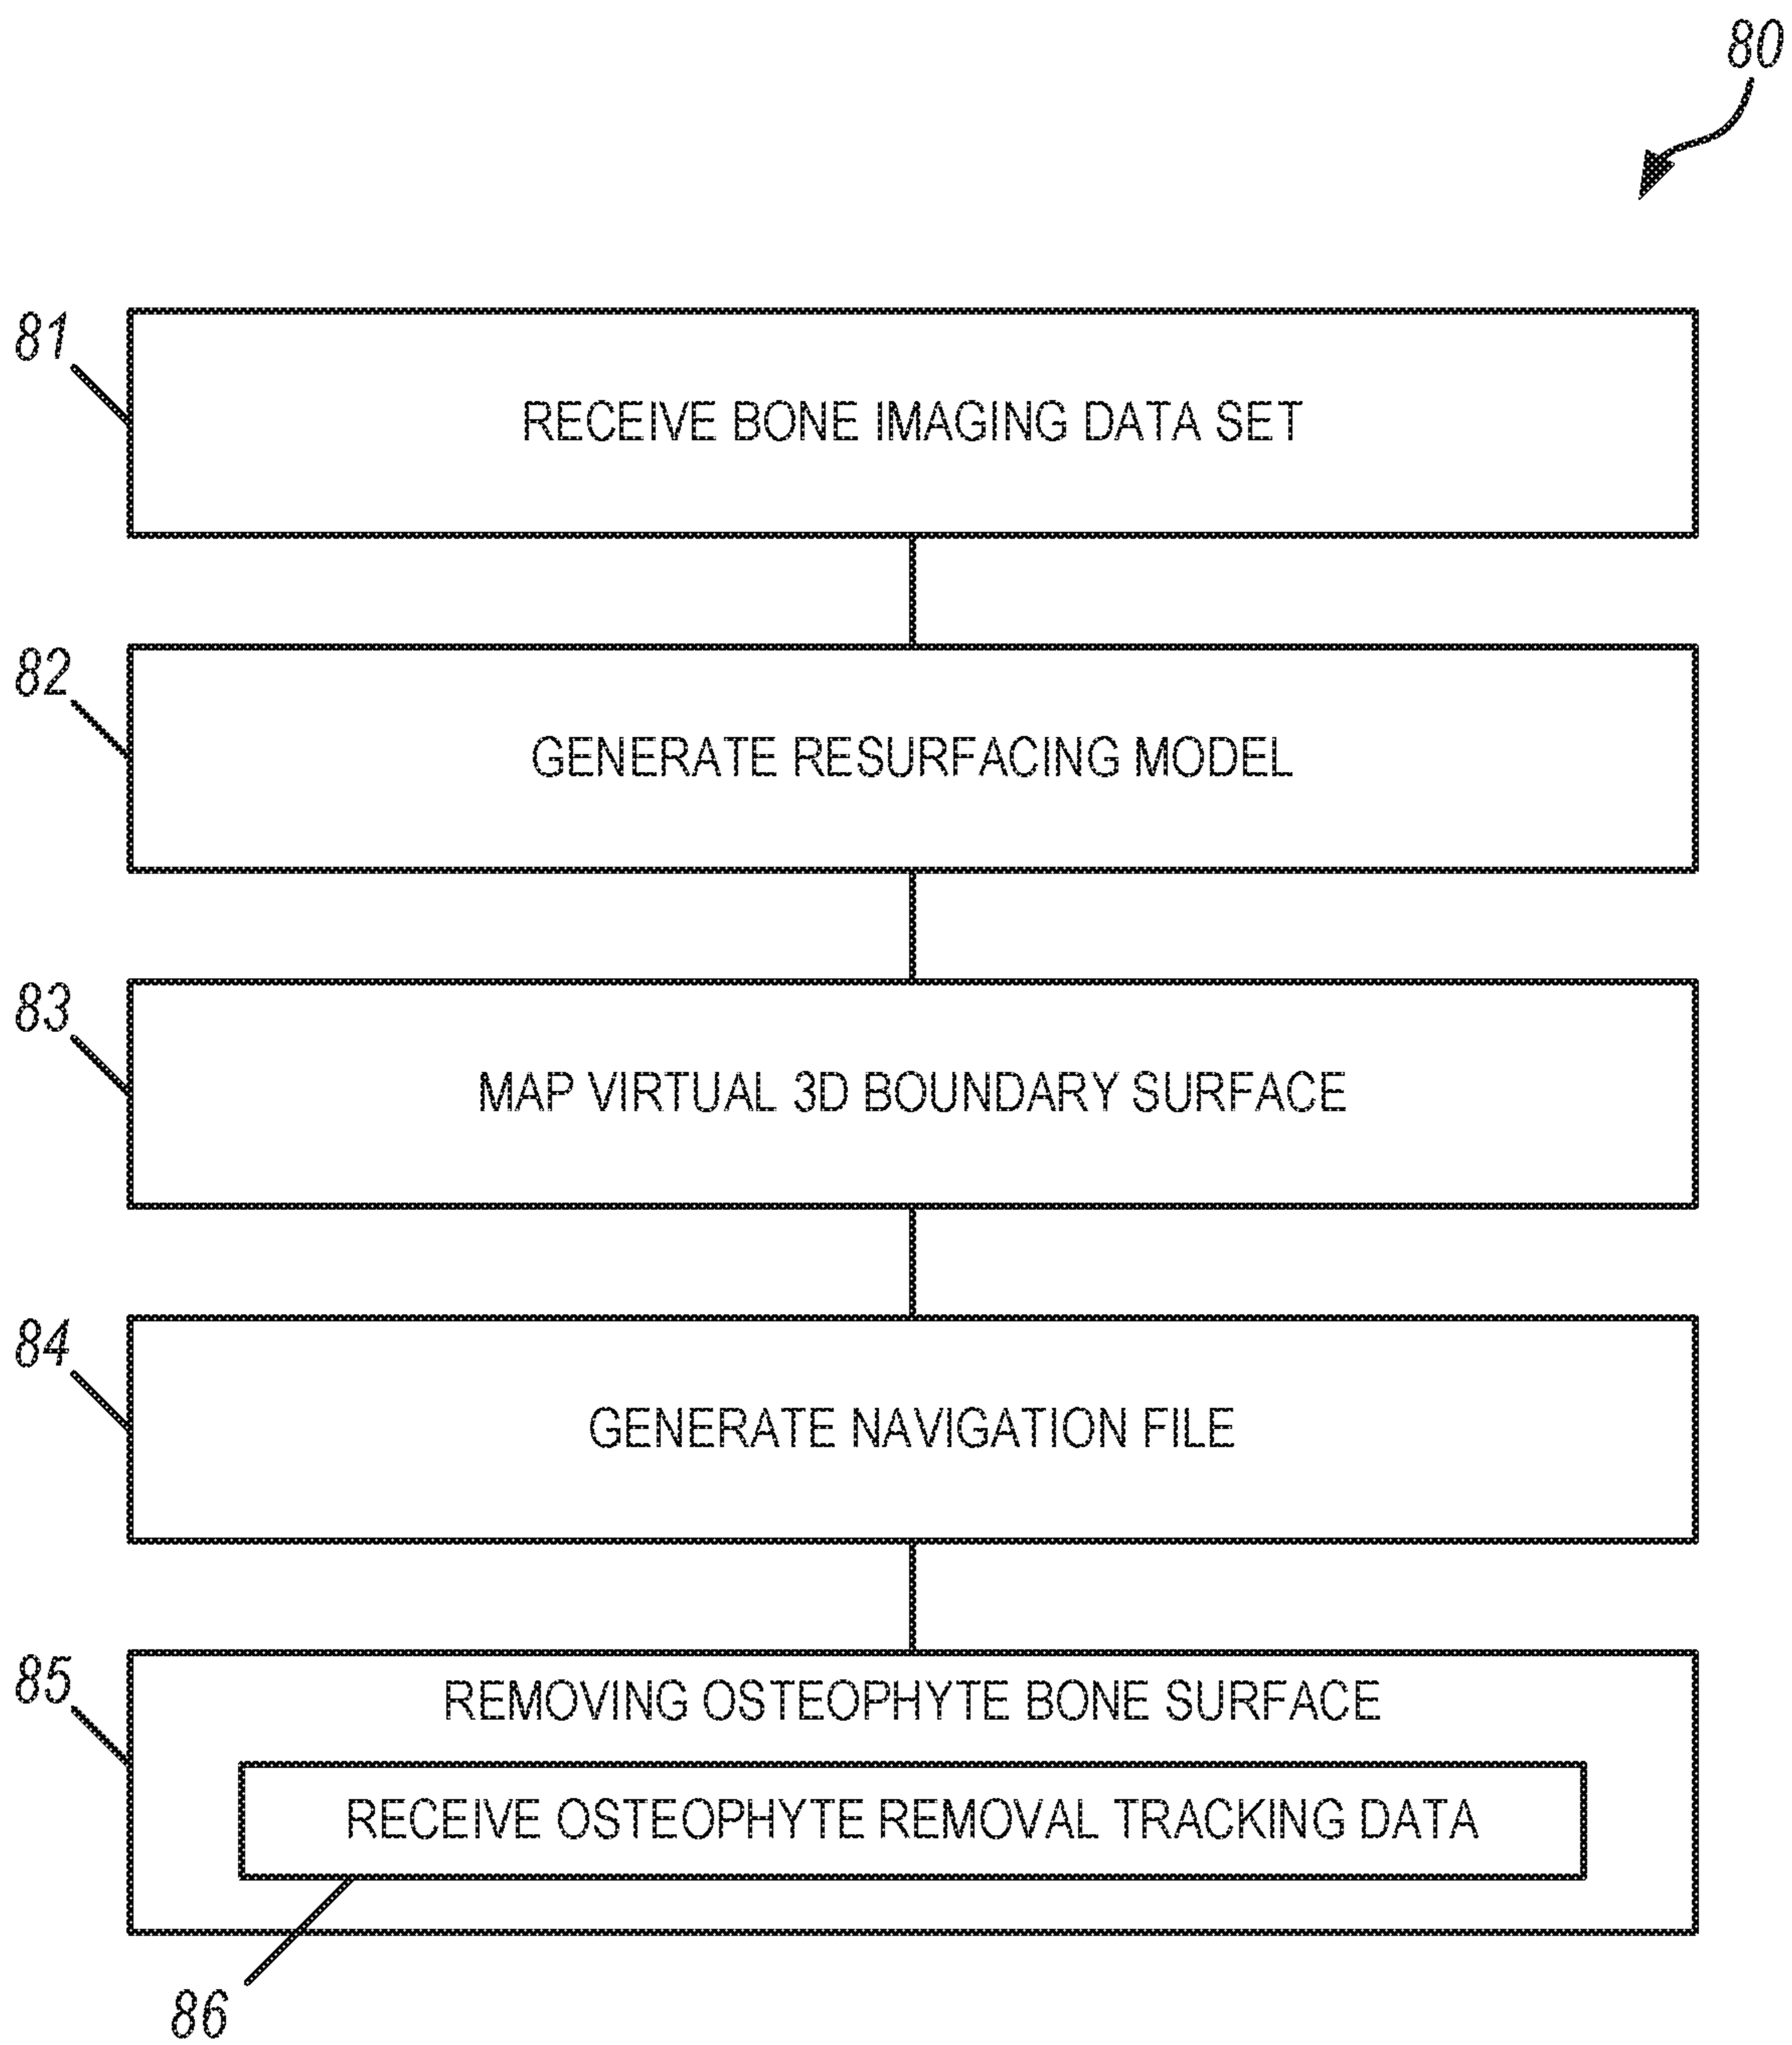 80
81
RECEIVE BONE IMAGING DATA SET
82
GENERATE RESURFACING MODEL
83
MAP VIRTUAL 3D BOUNDARY SURFACE
84
GENERATE NAVIGATION FILE
85
REMOVING OSTEOPHYTE BONE SURFACE
RECEIVE OSTEOPHYTE REMOVAL TRACKING DATA
86